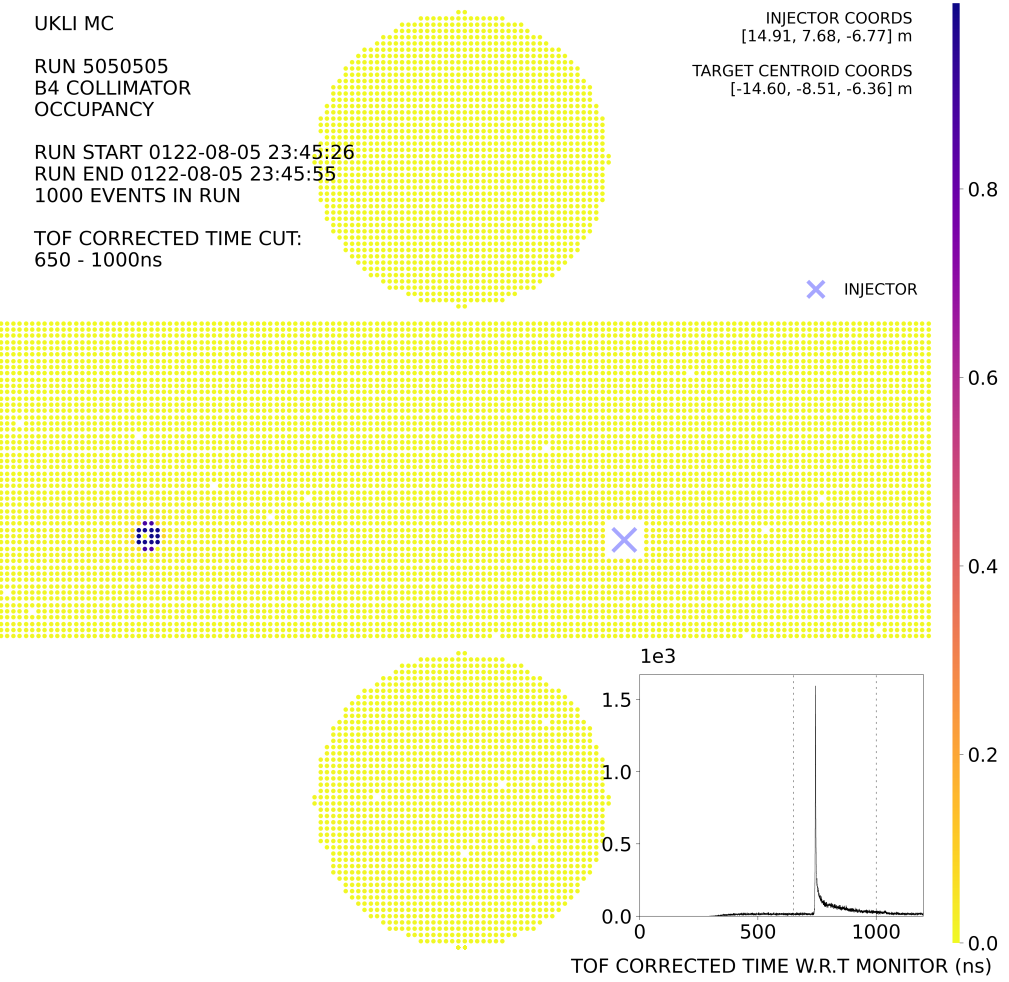 UKLI MC
RUN 5050505
B4 COLLIMATOR
OCCUPANCY
RUN START 0122-08-05 23:45:26
RUN END 0122-08-05 23:45:55
1000 EVENTS IN RUN
TOF CORRECTED TIME CUT:
650 - 1000ns
INJECTOR COORDS
[14.91, 7.68, -6.77] m
TARGET CENTROID COORDS
[-14.60, -8.51, -6.36] m
INJECTOR
0.8
0.6
0.4
0.2
0.0
1e3
1.5
1.0
0.5
0.0
0 500 1000
TOF CORRECTED TIME W.R.T MONITOR (ns)